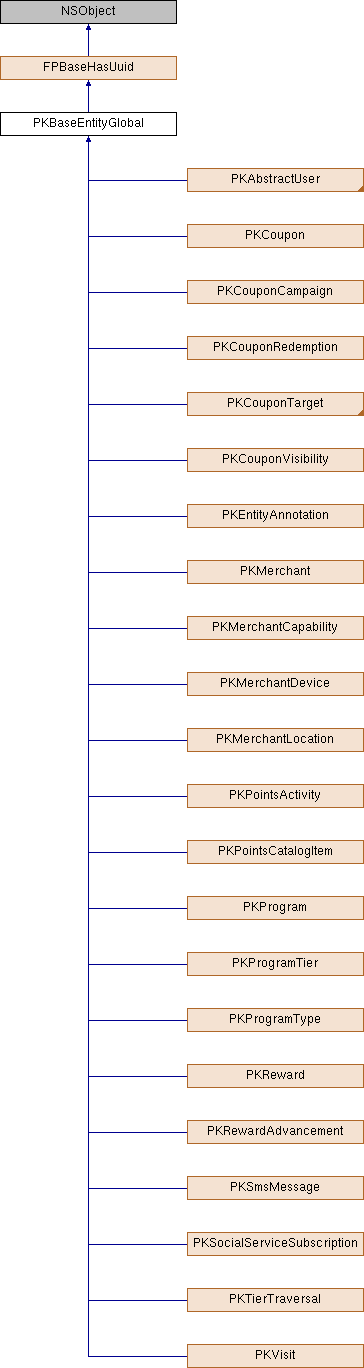 NSObject
FPBaseHasUuid
PKBaseEntityGlobal
PKAbstractUser
PKCoupon
PKCouponCampaign
PKCouponRedemption
PKCouponTarget
PKCouponVisibility
PKEntityAnnotation
PKMerchant
PKMerchantCapability
PKMerchantDevice
PKMerchantLocation
PKPointsActivity
PKPointsCatalogItem
PKProgram
PKProgramTier
PKProgramType
PKReward
PKRewardAdvancement
PKSmsMessage
PKSocialServiceSubscription
PKTierTraversal
PKVisit